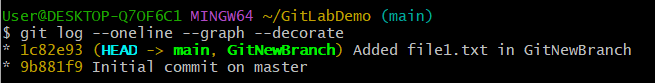 User@DESKTOP-Q7OF6C1 MINGW64 ~/GitLabDemo (main)
$ git log --oneline --graph --decorate
* 1c82e93 (HEAD -> main, GitNewBranch) Added file1.txt in GitNewBranch
* 9b881f9 Initial commit on master